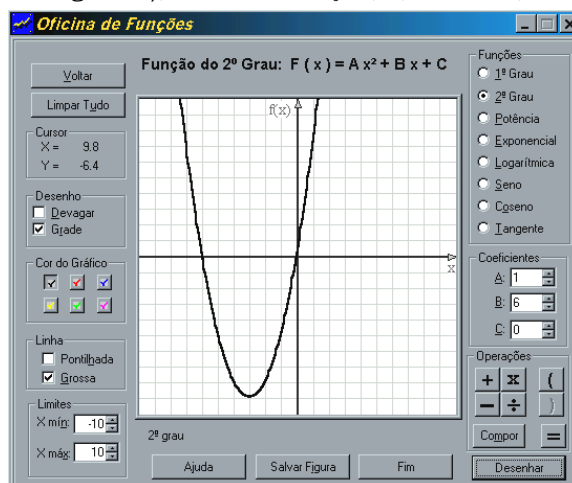 Oficina de Funções
Voltar
Limpar Tudo
Cursor
X = 9.8
Y = -6.4
Desenho
Devagar
Grade
Cor do Gráfico
Linha
Pontilhada
Grossa
Limites
X mín: -10
X máx: 10
Função do 2º Grau: F ( x ) = A x² + B x + C
f(x)
x
2º grau
Ajuda
Salvar Figura
Fim
Funções
1º Grau
2º Grau
Potência
Exponencial
Logarítmica
Seno
Coseno
Tangente
Coeficientes
A: 1
B: 6
C: 0
Operações
+ x (
− ÷ )
Compor =
Desenhar